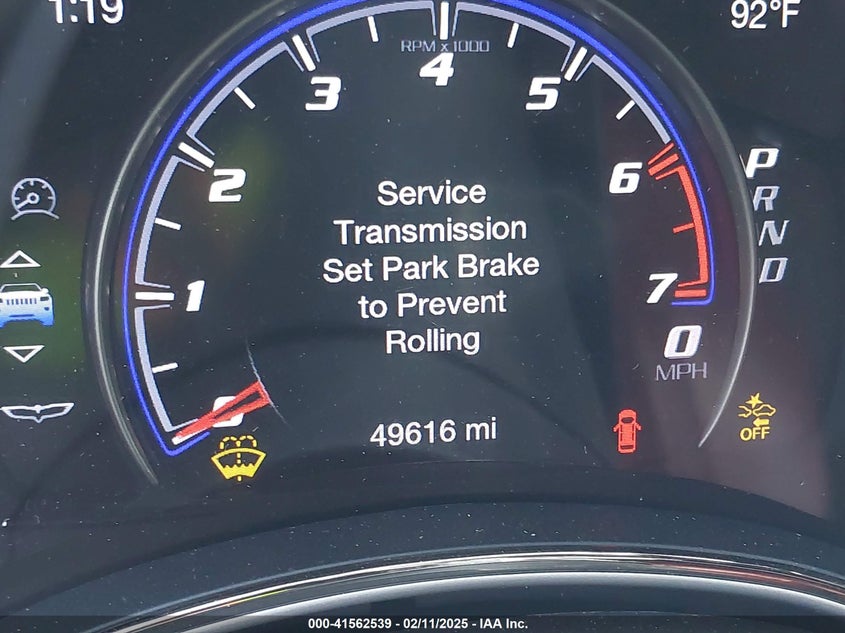 1:19
92°F
RPM x 1000
4
3
5
2
6
P
R
N
D
1
7
0
Service
Transmission
Set Park Brake
to Prevent
Rolling
0
MPH
49616 mi
OFF
000-41562539 - 02/11/2025 - IAA Inc.